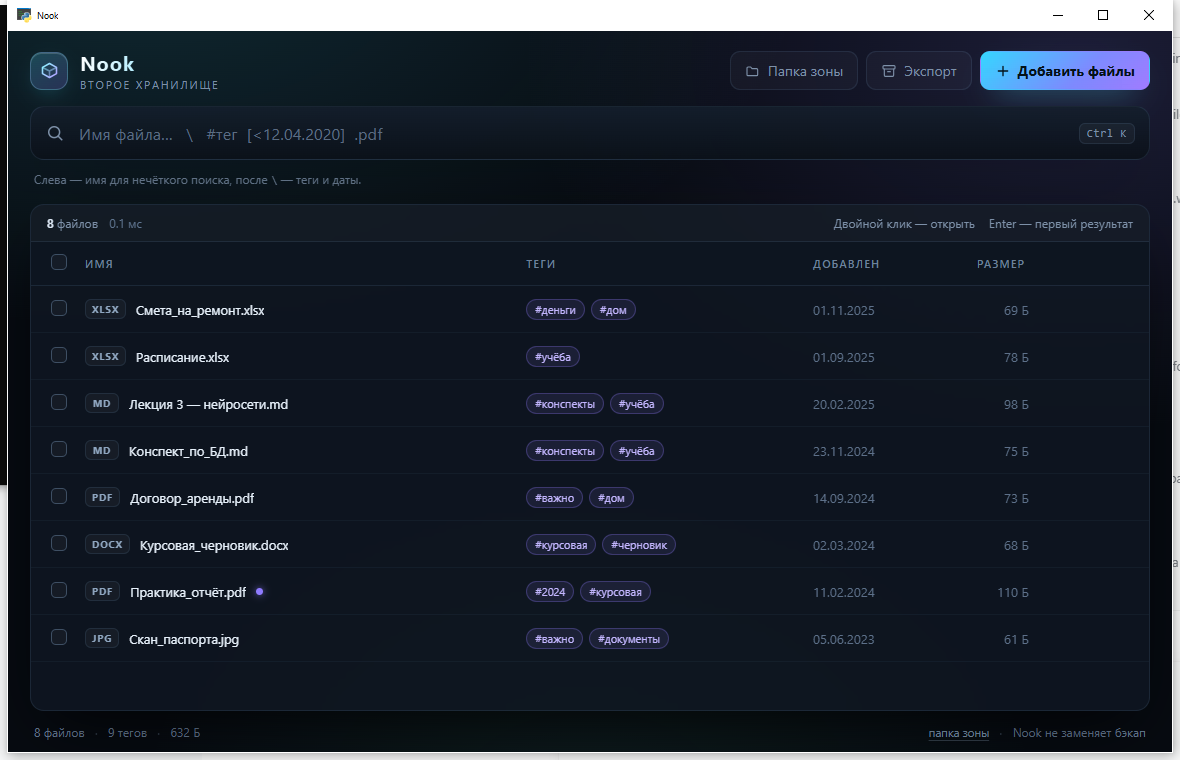 Nook
Nook
ВТОРОЕ ХРАНИЛИЩЕ
Папка зоны
Экспорт
+ Добавить файлы
Имя файла... \ #тег [<12.04.2020] .pdf
Ctrl K
Слева — имя для нечёткого поиска, после \ — теги и даты.
8 файлов 0.1 мс
Двойной клик — открыть Enter — первый результат
ИМЯ ТЕГИ ДОБАВЛЕН РАЗМЕР
XLSX Смета_на_ремонт.xlsx #деньги #дом 01.11.2025 69 Б
XLSX Расписание.xlsx #учёба 01.09.2025 78 Б
MD Лекция 3 — нейросети.md #конспекты #учёба 20.02.2025 98 Б
MD Конспект_по_БД.md #конспекты #учёба 23.11.2024 75 Б
PDF Договор_аренды.pdf #важно #дом 14.09.2024 73 Б
DOCX Курсовая_черновик.docx #курсовая #черновик 02.03.2024 68 Б
PDF Практика_отчёт.pdf #2024 #курсовая 11.02.2024 110 Б
JPG Скан_паспорта.jpg #важно #документы 05.06.2023 61 Б
8 файлов · 9 тегов · 632 Б
папка зоны · Nook не заменяет бэкап